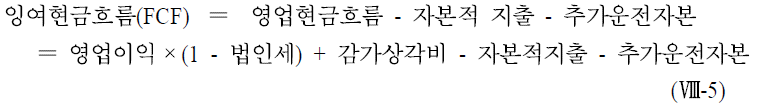 잉여현금흐름(FCF) = 영업현금흐름 - 자본적 지출 - 추가운전자본
= 영업이익 × (1 - 법인세) + 감가상각비 - 자본적지출 - 추가운전자본
(Ⅷ-5)